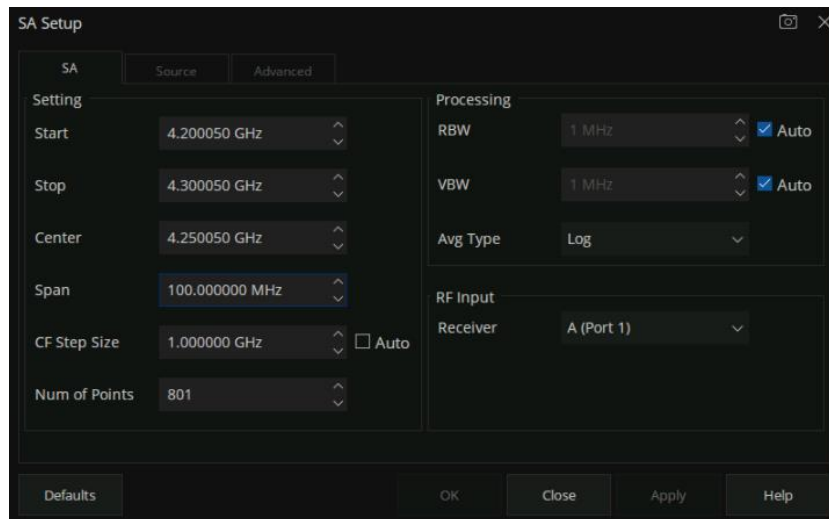 SA Setup
SA Source Advanced
Setting
Start 4.200050 GHz
Stop 4.300050 GHz
Center 4.250050 GHz
Span 100.000000 MHz
CF Step Size 1.000000 GHz Auto
Num of Points 801
Processing
RBW 1 MHz Auto
VBW 1 MHz Auto
Avg Type Log
RF Input
Receiver A (Port 1)
Defaults OK Close Apply Help